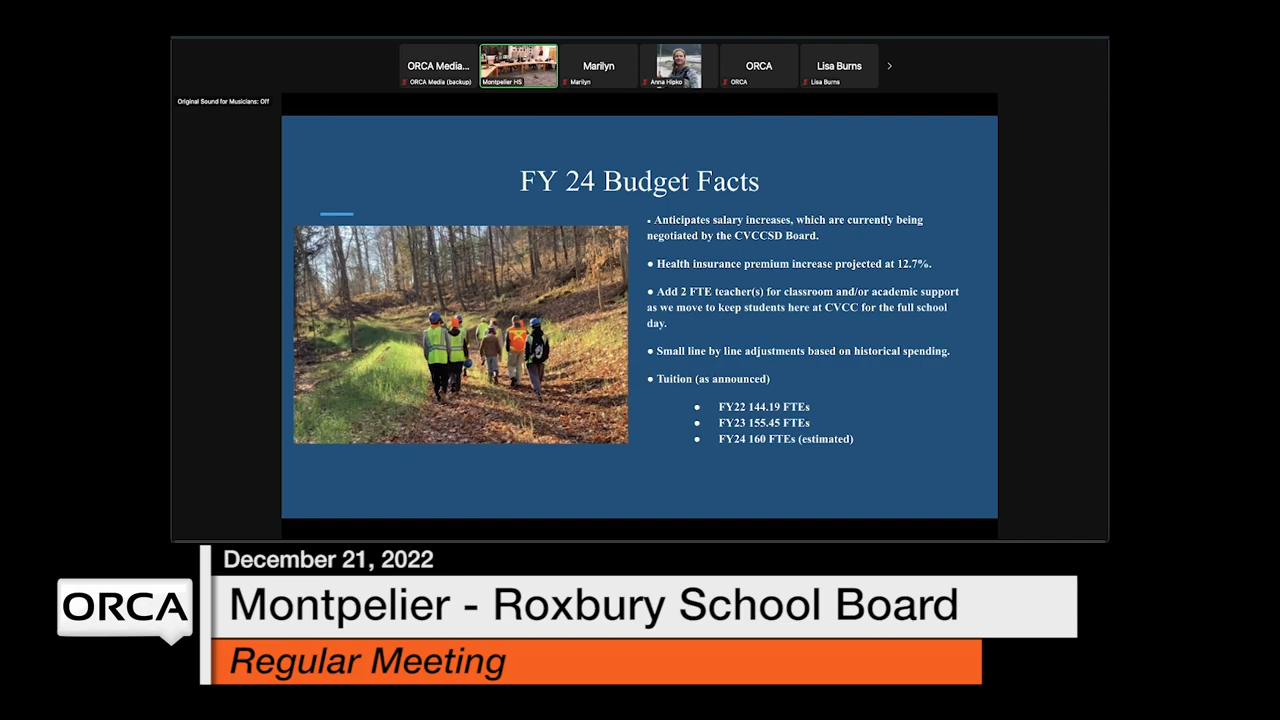 ORCA Media...
Marilyn
ORCA
Lisa Burns
ORCA Media (backup)
Montpelier HS
Marilyn
Anna Hipko
ORCA
Lisa Burns
Original Sound for Musicians: Off
FY 24 Budget Facts
• Anticipates salary increases, which are currently being
negotiated by the CVCCSD Board.
● Health insurance premium increase projected at 12.7%.
● Add 2 FTE teacher(s) for classroom and/or academic support
as we move to keep students here at CVCC for the full school
day.
● Small line by line adjustments based on historical spending.
● Tuition (as announced)
● FY22 144.19 FTEs
● FY23 155.45 FTEs
● FY24 160 FTEs (estimated)
December 21, 2022
ORCA
Montpelier - Roxbury School Board
Regular Meeting